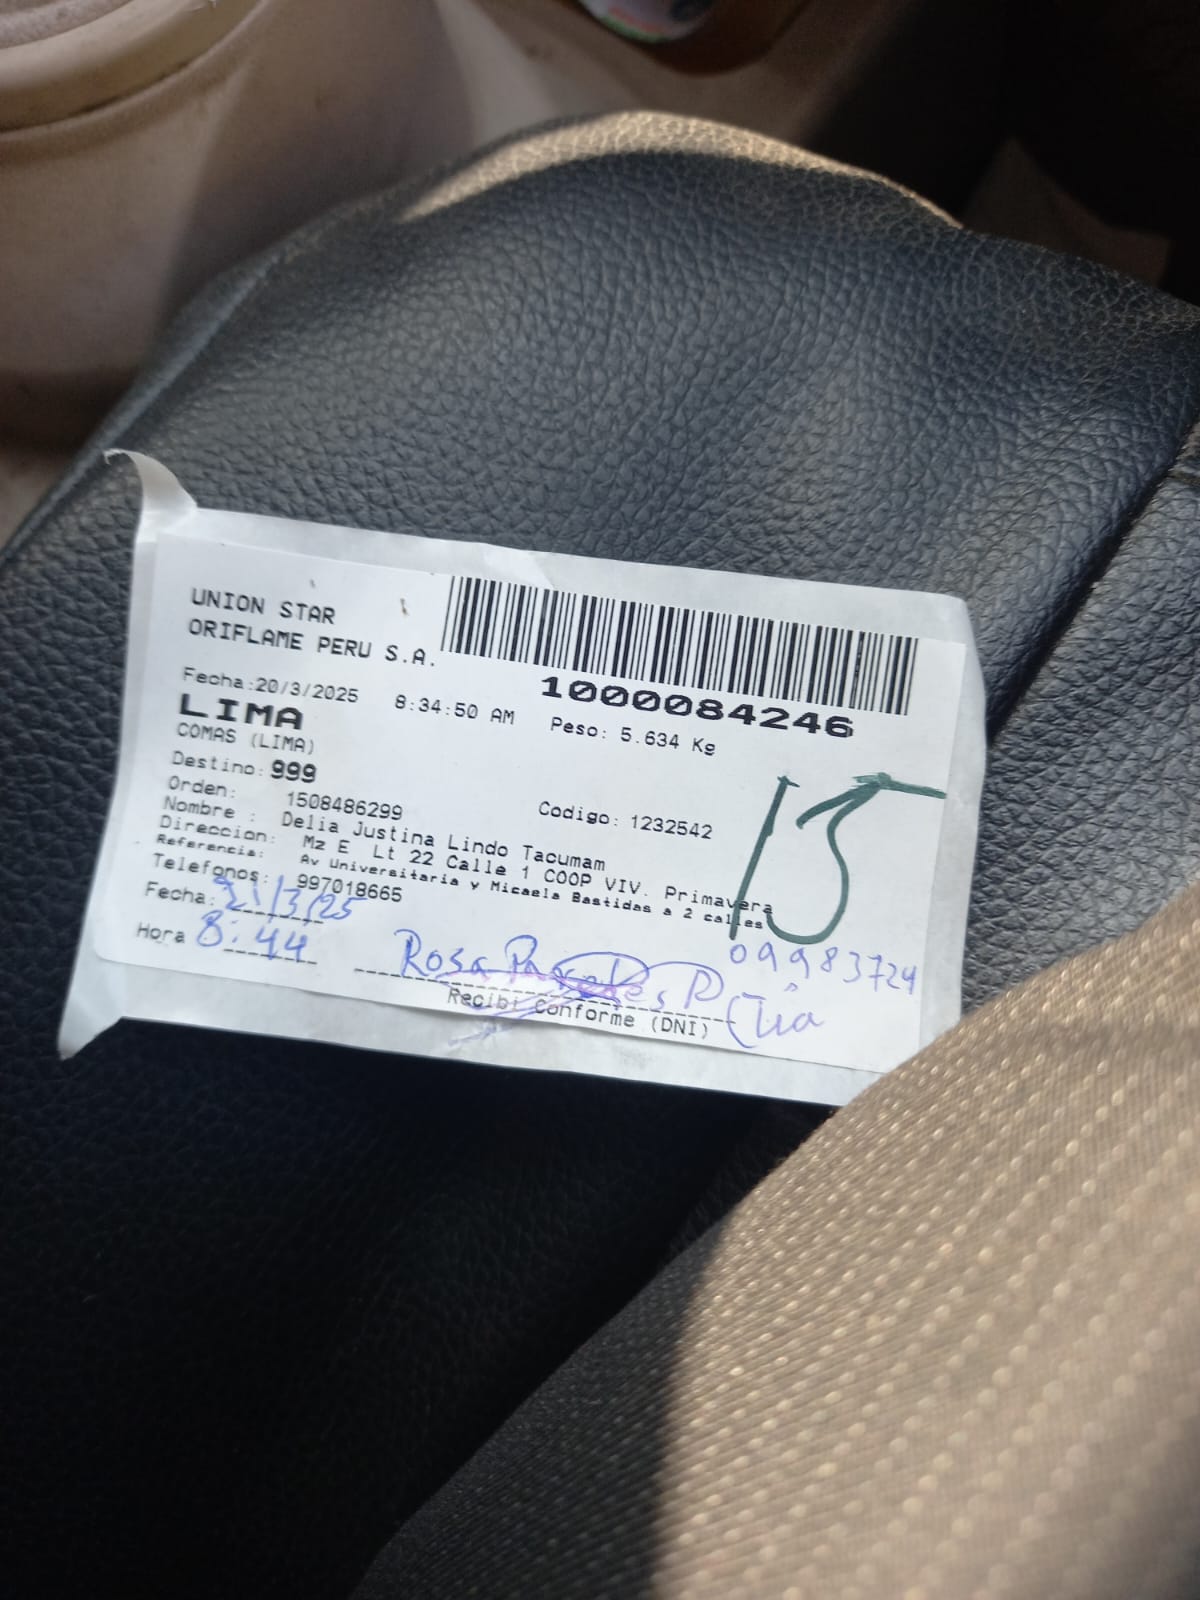 UNION STAR
ORIFLAME PERU S.A.
1000084246
Fecha:20/3/2025 8:34:50 AM Peso: 5.634 Kg
LIMA
COMAS (LIMA)
Destino: 999
Orden: 1508486299 Codigo: 1232542
Nombre : Delia Justina Lindo Tacumam
Direccion: Mz E Lt 22 Calle 1 COOP VIV. Primavera
Referencia: Av Universitaria y Micaela Bastidas a 2 calles
Telefonos: 997018665
Fecha: 21/3/25
Hora 8:44
Rosa
09983724
Recibi Conforme (DNI)
(Tía